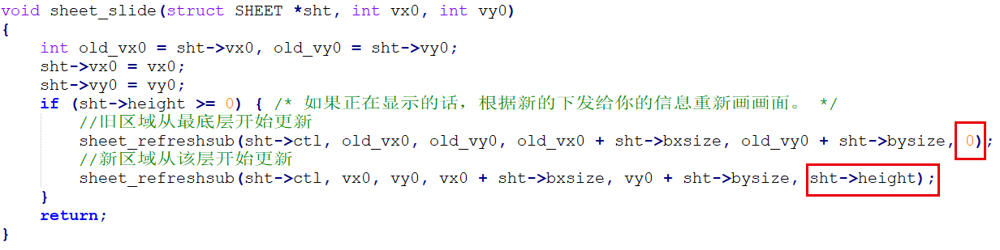 void sheet_slide(struct SHEET *sht, int vx0, int vy0)
{
    int old_vx0 = sht->vx0, old_vy0 = sht->vy0;
    sht->vx0 = vx0;
    sht->vy0 = vy0;
    if (sht->height >= 0) { /* 如果正在显示的话，根据新的下发给你的信息重新画画面。 */
        //旧区域从最底层开始更新
        sheet_refreshsub(sht->ctl, old_vx0, old_vy0, old_vx0 + sht->bxsize, old_vy0 + sht->bysize, 0);
        //新区域从该层开始更新
        sheet_refreshsub(sht->ctl, vx0, vy0, vx0 + sht->bxsize, vy0 + sht->bysize, sht->height);
    }
    return;
}